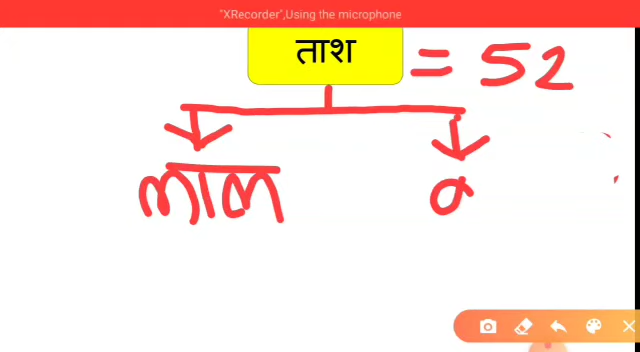 "XRecorder",Using the microphone
ताश = 52
लाल